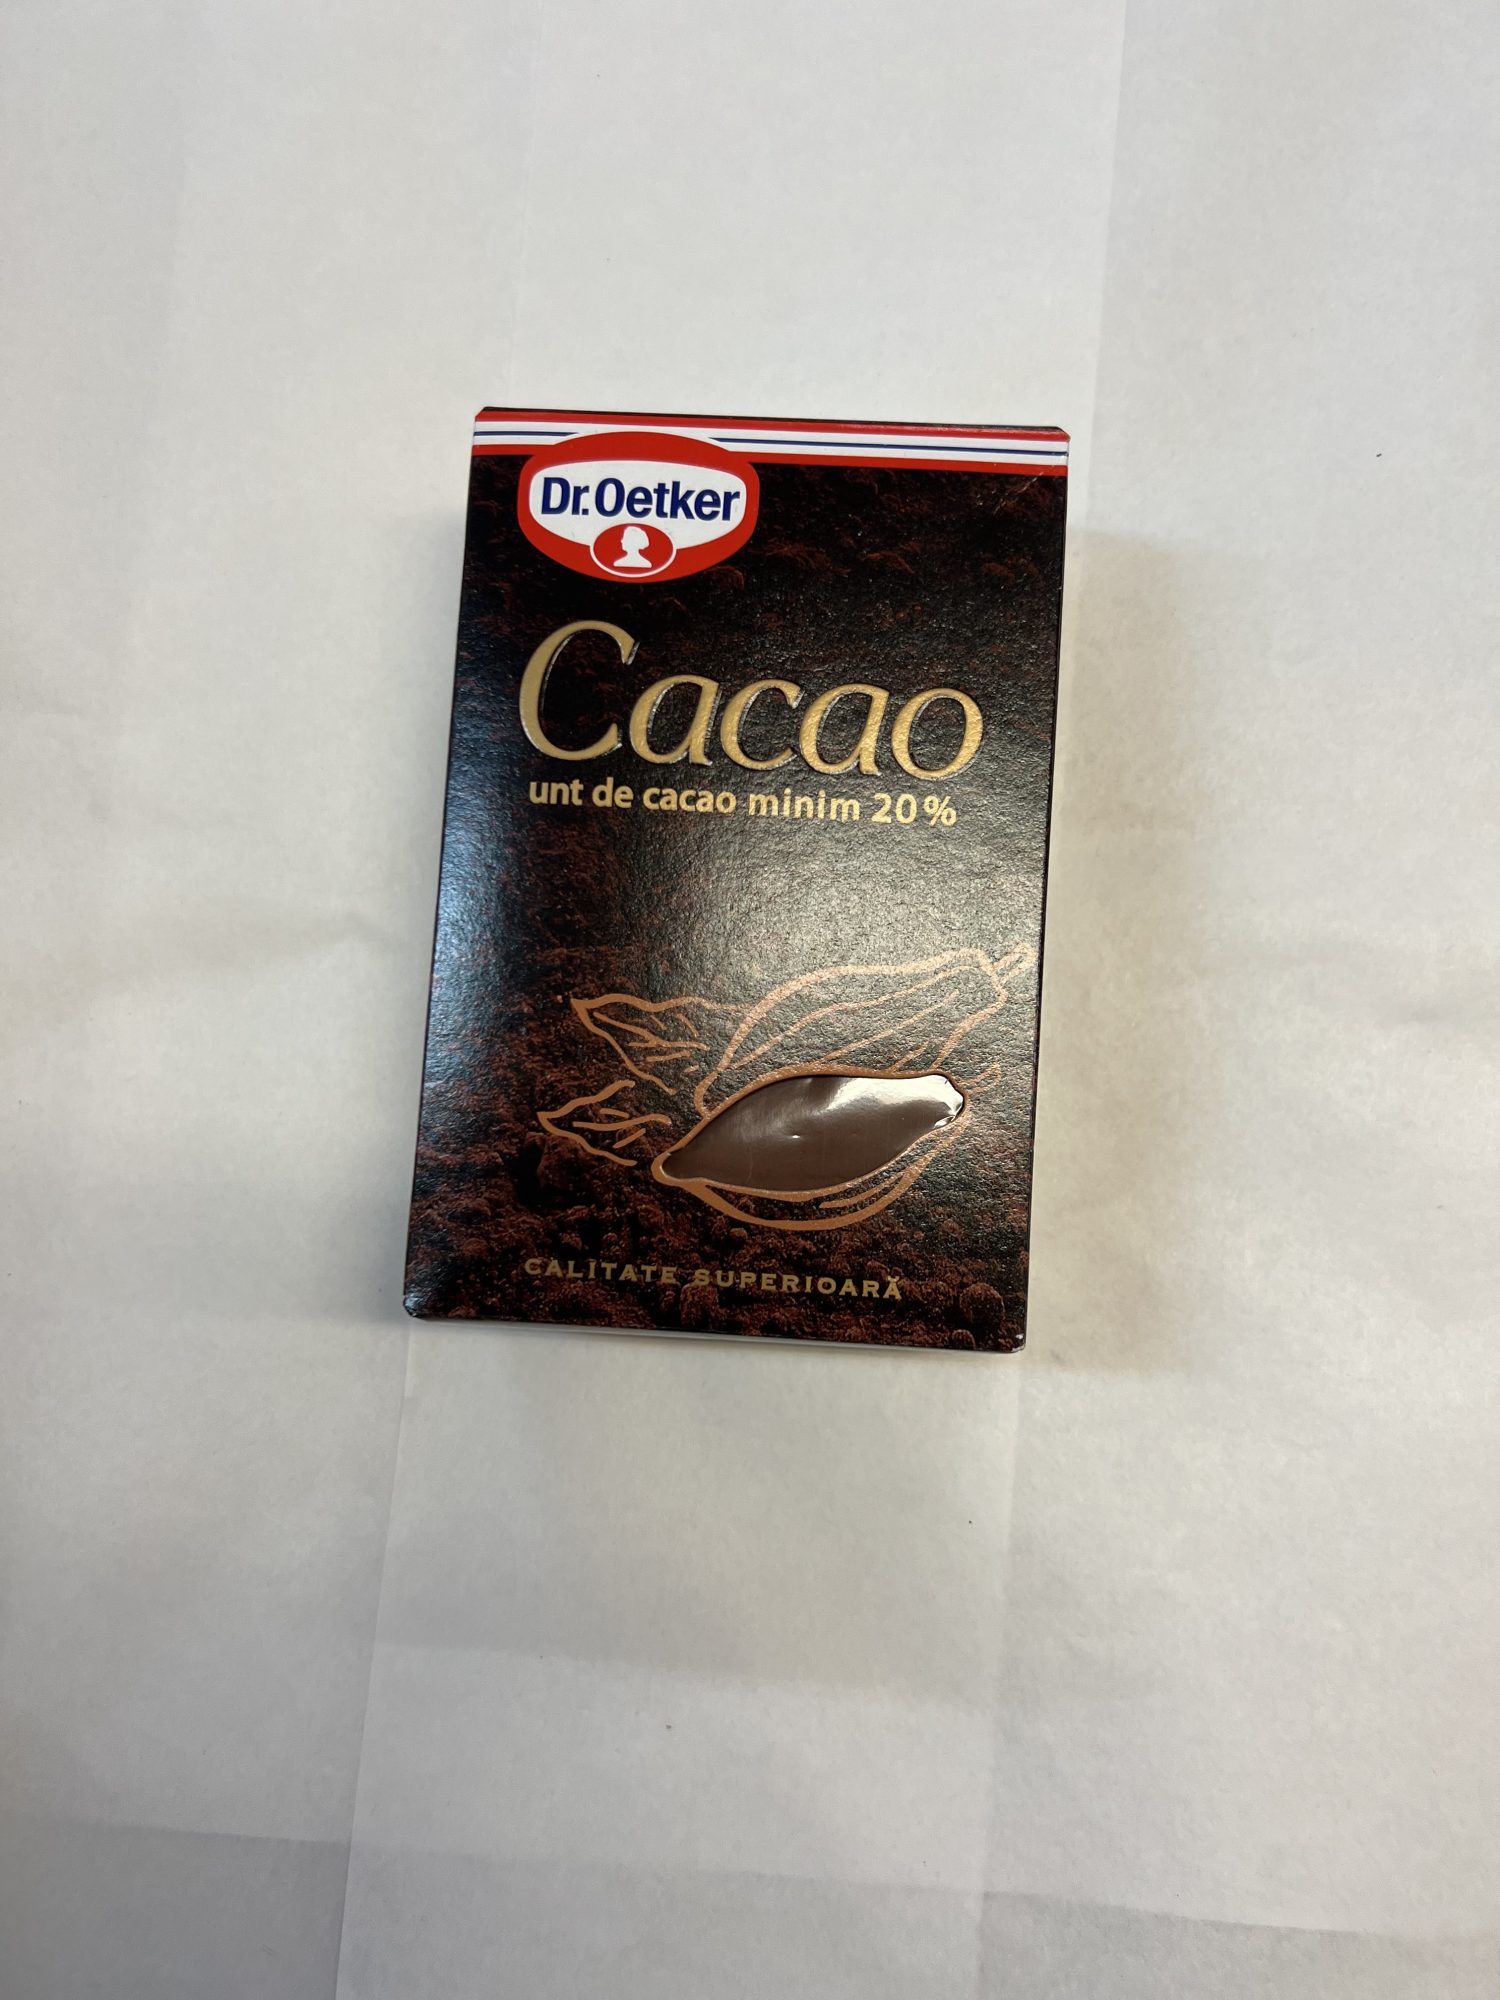 Dr.Oetker
Cacao
unt de cacao minim 20%
CALITATE SUPERIOARĂ